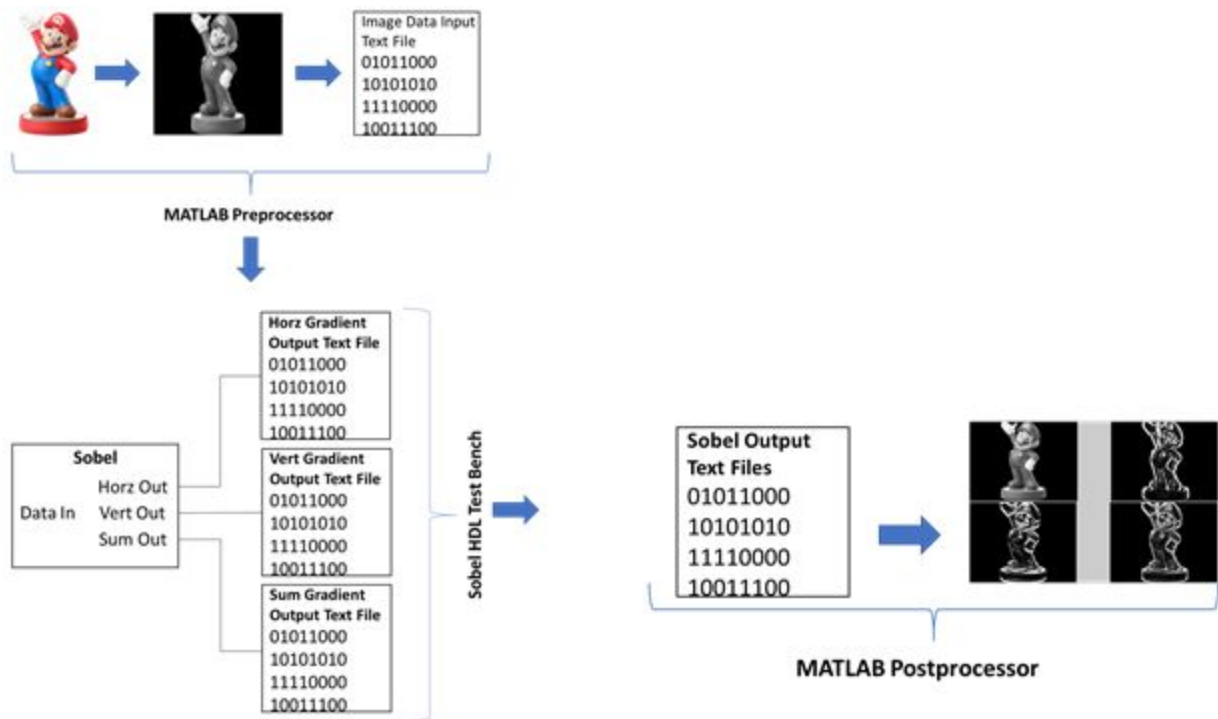 Image Data Input
Text File
01011000
10101010
11110000
10011100
MATLAB Preprocessor
Horz Gradient
Output Text File
01011000
10101010
11110000
10011100
Sobel
Horz Out
Data In Vert Out
Sum Out
Vert Gradient
Output Text File
01011000
10101010
11110000
10011100
Sum Gradient
Output Text File
01011000
10101010
11110000
10011100
Sobel HDL Test Bench
Sobel Output
Text Files
01011000
10101010
11110000
10011100
MATLAB Postprocessor